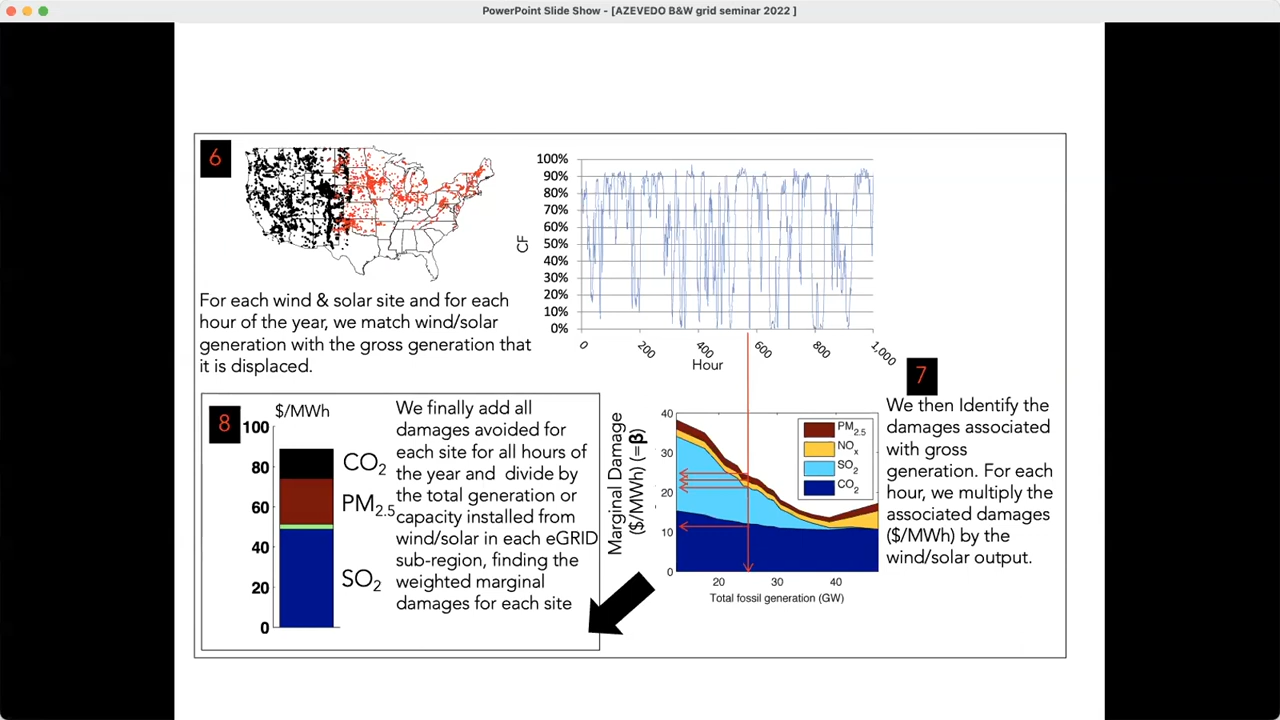 PowerPoint Slide Show - [AZEVEDO B&W grid seminar 2022 ]
6
For each wind & solar site and for each
hour of the year, we match wind/solar
generation with the gross generation that
it is displaced.
100%
90%
80%
70%
60%
50%
40%
30%
20%
10%
0%
CF
0
200
400
600
800
1,000
Hour
7
We then Identify the
damages associated
with gross
generation. For each
hour, we multiply the
associated damages
($/MWh) by the
wind/solar output.
Marginal Damage
($/MWh) (=β)
40
30
20
10
0
20
30
40
Total fossil generation (GW)
PM2.5
NOx
SO2
CO2
8
$/MWh
100
80
60
40
20
0
CO2
PM2.5
SO2
We finally add all
damages avoided for
each site for all hours of
the year and divide by
the total generation or
capacity installed from
wind/solar in each eGRID
sub-region, finding the
weighted marginal
damages for each site